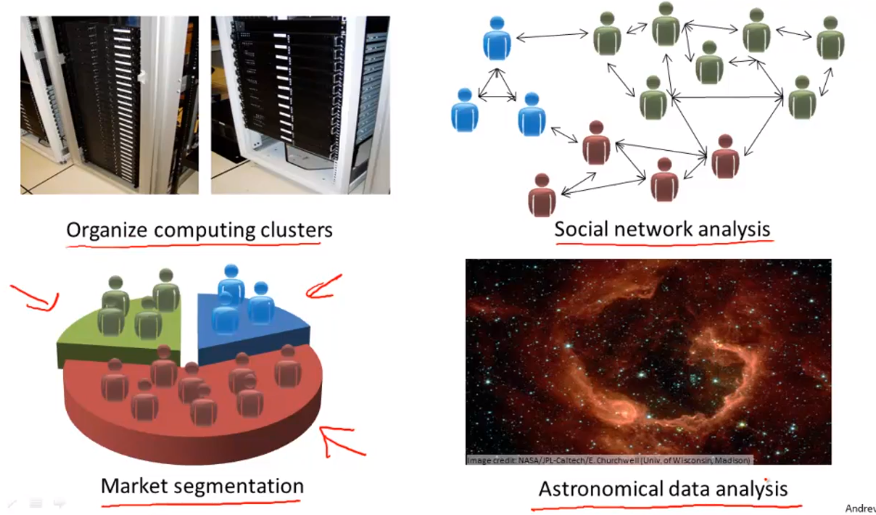 Organize computing clusters
Social network analysis
Image credit: NASA/JPL-Caltech/E. Churchwell (Univ. of Wisconsin, Madison)
Market segmentation
Astronomical data analysis
Andrew